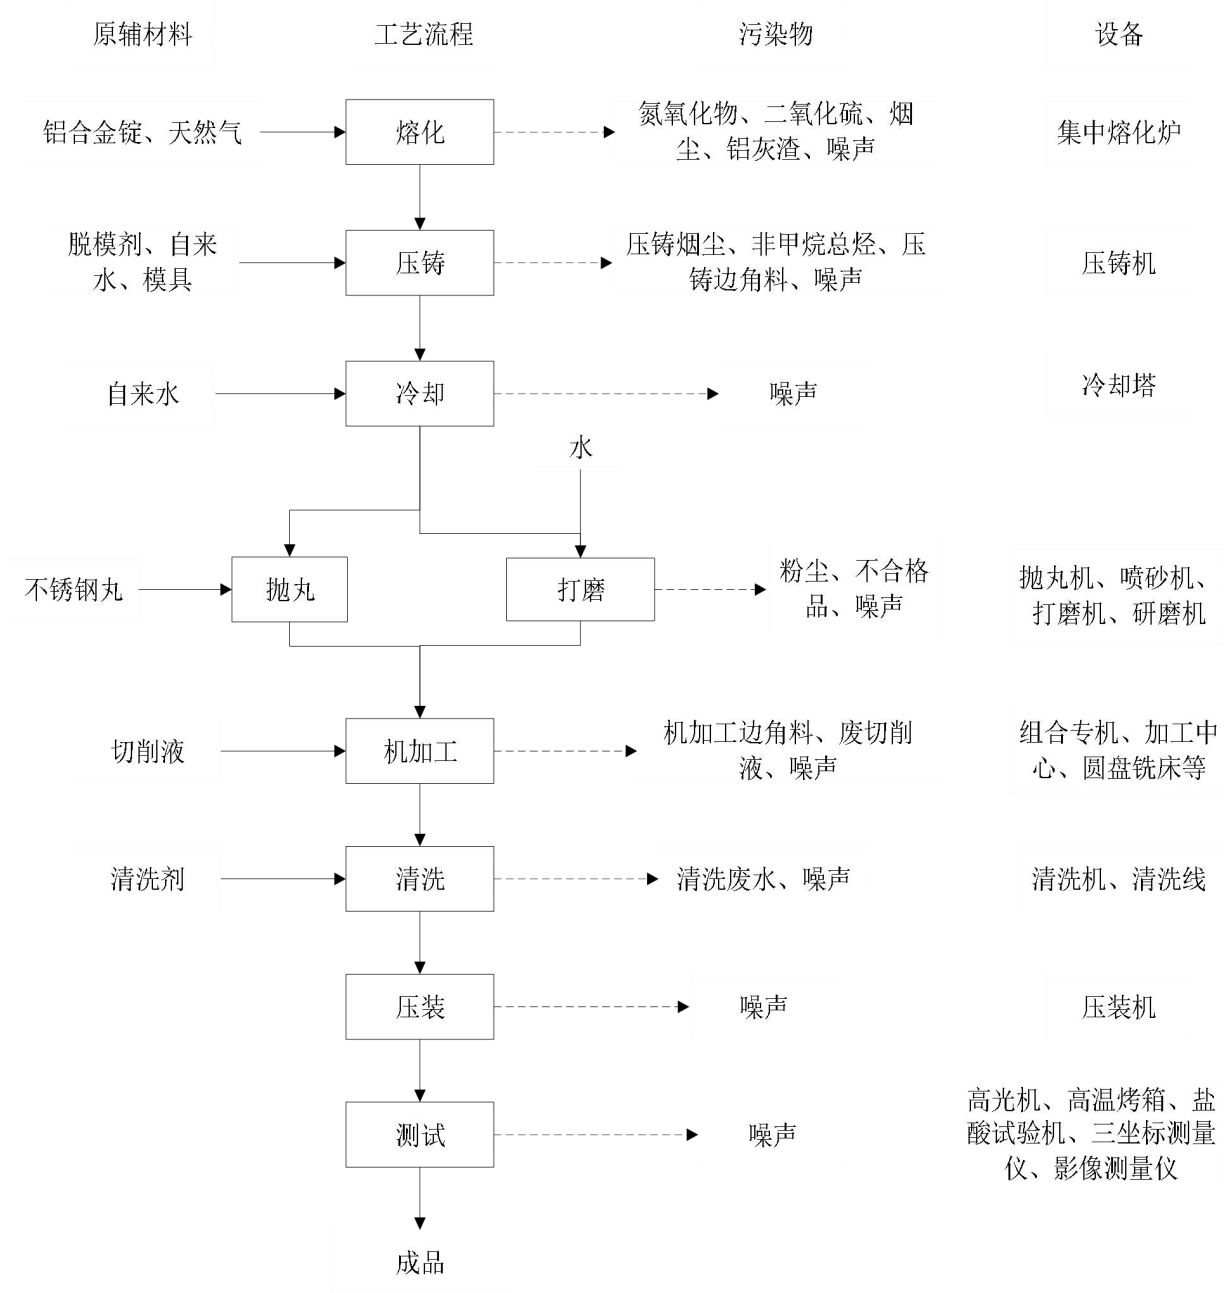 原辅材料
工艺流程
污染物
设备
铝合金锭、天然气
熔化
氮氧化物、二氧化硫、烟
尘、铝灰渣、噪声
集中熔化炉
脱模剂、自来
水、模具
压铸
压铸烟尘、非甲烷总烃、压
铸边角料、噪声
压铸机
自来水
冷却
噪声
冷却塔
水
不锈钢丸
抛丸
打磨
粉尘、不合格
品、噪声
抛丸机、喷砂机、
打磨机、研磨机
切削液
机加工
机加工边角料、废切削
液、噪声
组合专机、加工中
心、圆盘铣床等
清洗剂
清洗
清洗废水、噪声
清洗机、清洗线
压装
噪声
压装机
测试
噪声
高光机、高温烤箱、盐
酸试验机、三坐标测量
仪、影像测量仪
成品